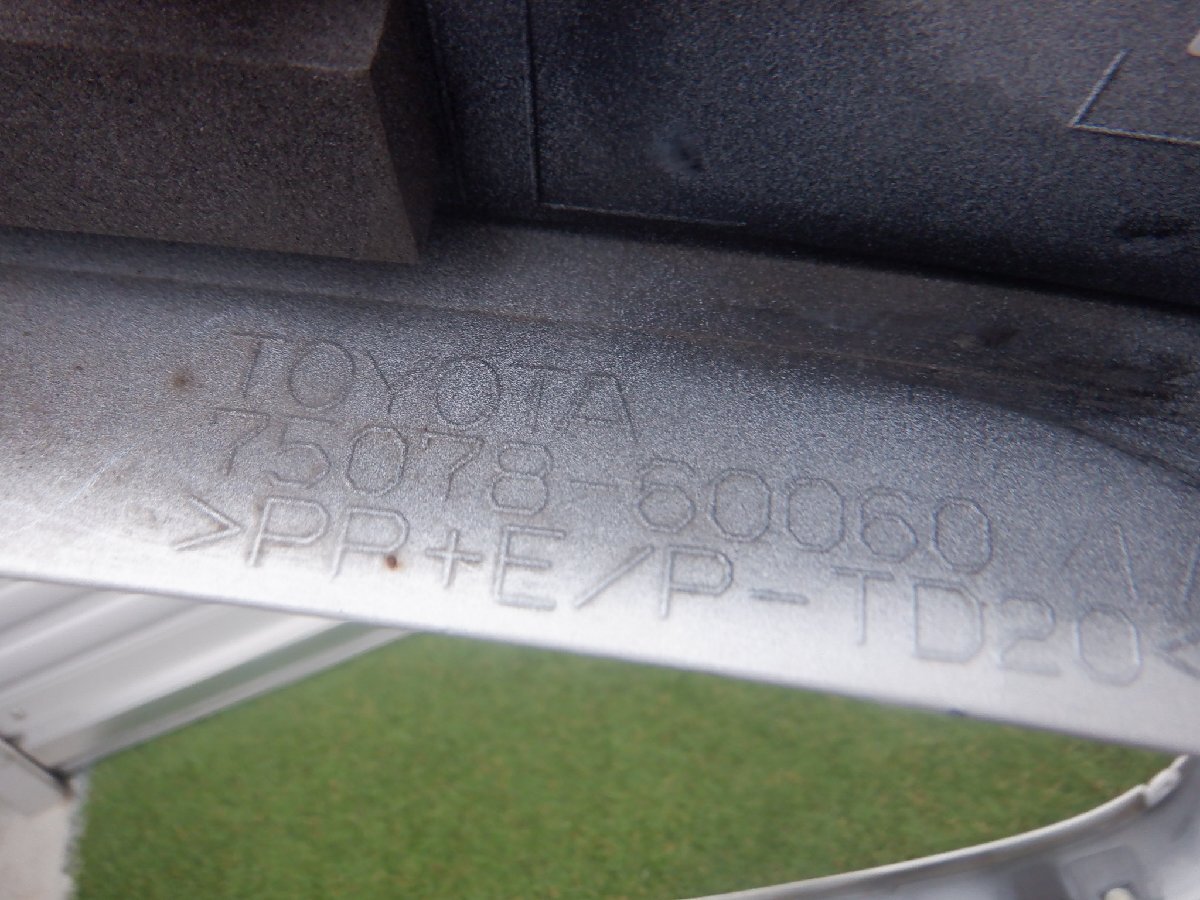 TOYOTA
75078-60060 /
>PP+E/P-TD20<